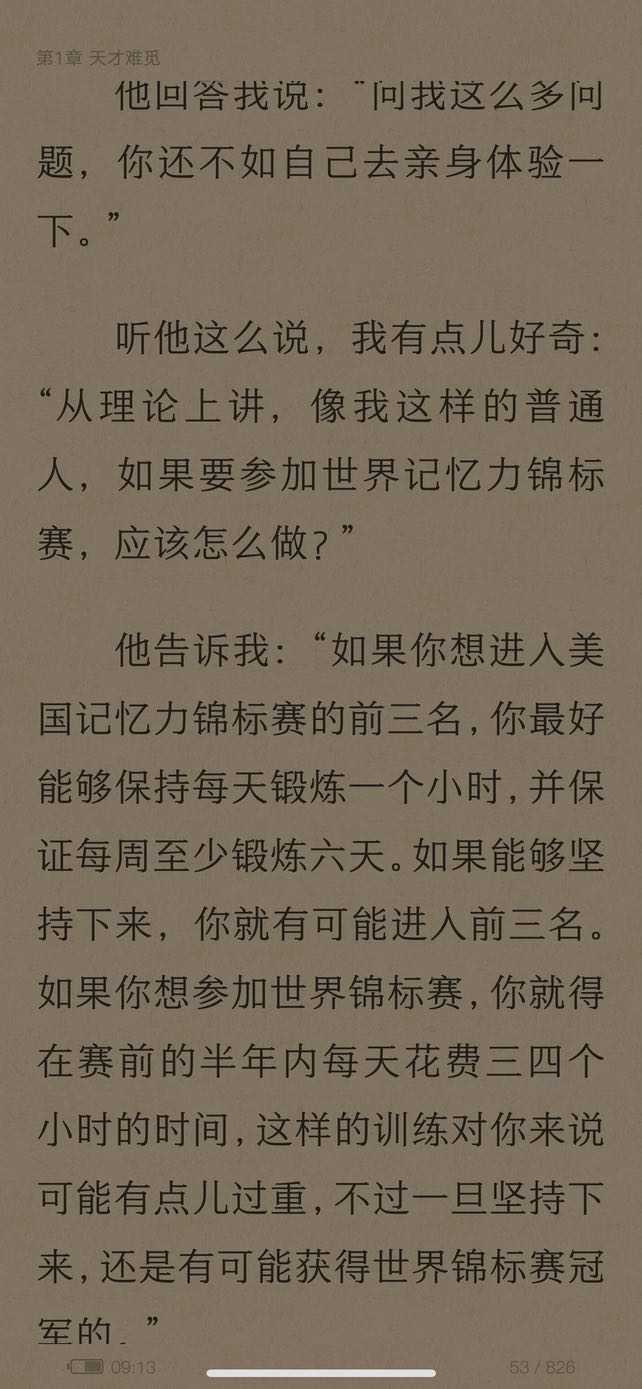 第1章 天才难觅
他回答我说：“问我这么多问
题，你还不如自己去亲身体验一
下。”
听他这么说，我有点儿好奇：
“从理论上讲，像我这样的普通
人，如果要参加世界记忆力锦标
赛，应该怎么做？”
他告诉我：“如果你想进入美
国记忆力锦标赛的前三名，你最好
能够保持每天锻炼一个小时，并保
证每周至少锻炼六天。如果能够坚
持下来，你就有可能进入前三名。
如果你想参加世界锦标赛，你就得
在赛前的半年内每天花费三四个
小时的时间，这样的训练对你来说
可能有点儿过重，不过一旦坚持下
来，还是有可能获得世界锦标赛冠
军的。”
09:13
53 / 826